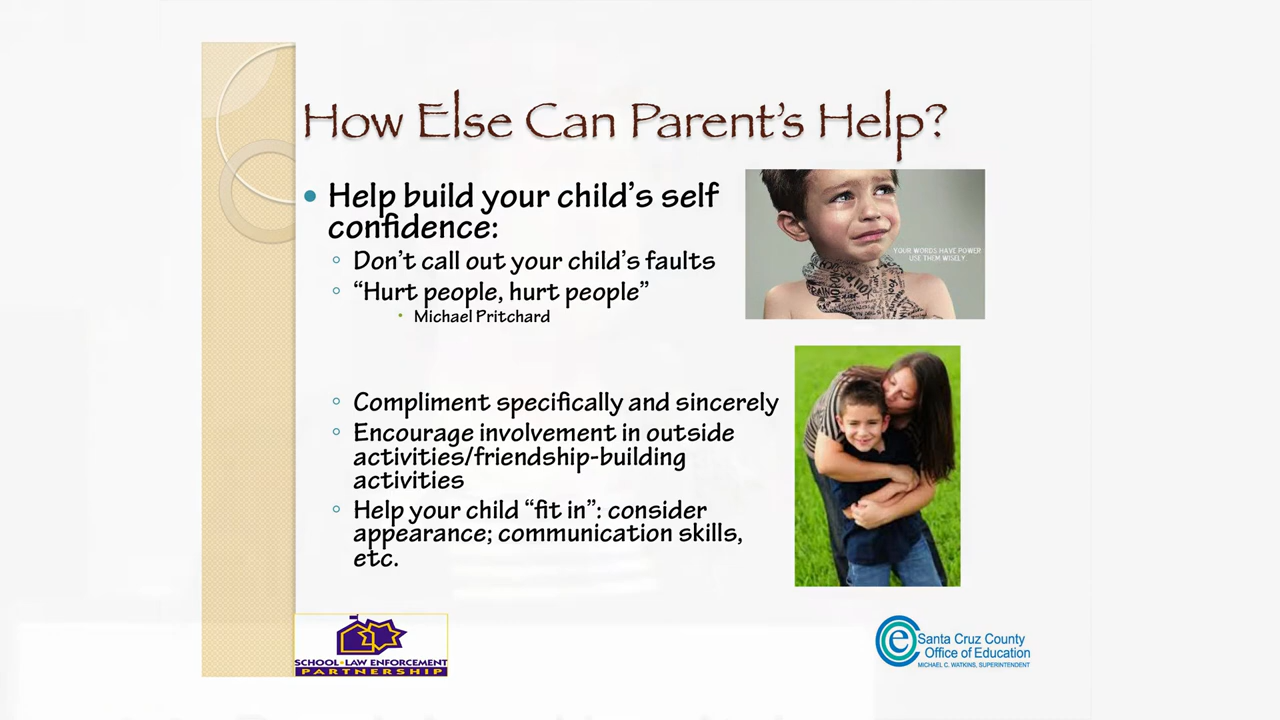 How Else Can Parent's Help?
• Help build your child's self
confidence:
◦ Don't call out your child's faults
◦ “Hurt people, hurt people”
• Michael Pritchard
YOUR WORDS HAVE POWER
USE THEM WISELY
◦ Compliment specifically and sincerely
◦ Encourage involvement in outside
activities/friendship-building
activities
◦ Help your child “fit in”: consider
appearance; communication skills,
etc.
SCHOOL•LAW ENFORCEMENT
PARTNERSHIP
Santa Cruz County
Office of Education
MICHAEL C. WATKINS, SUPERINTENDENT